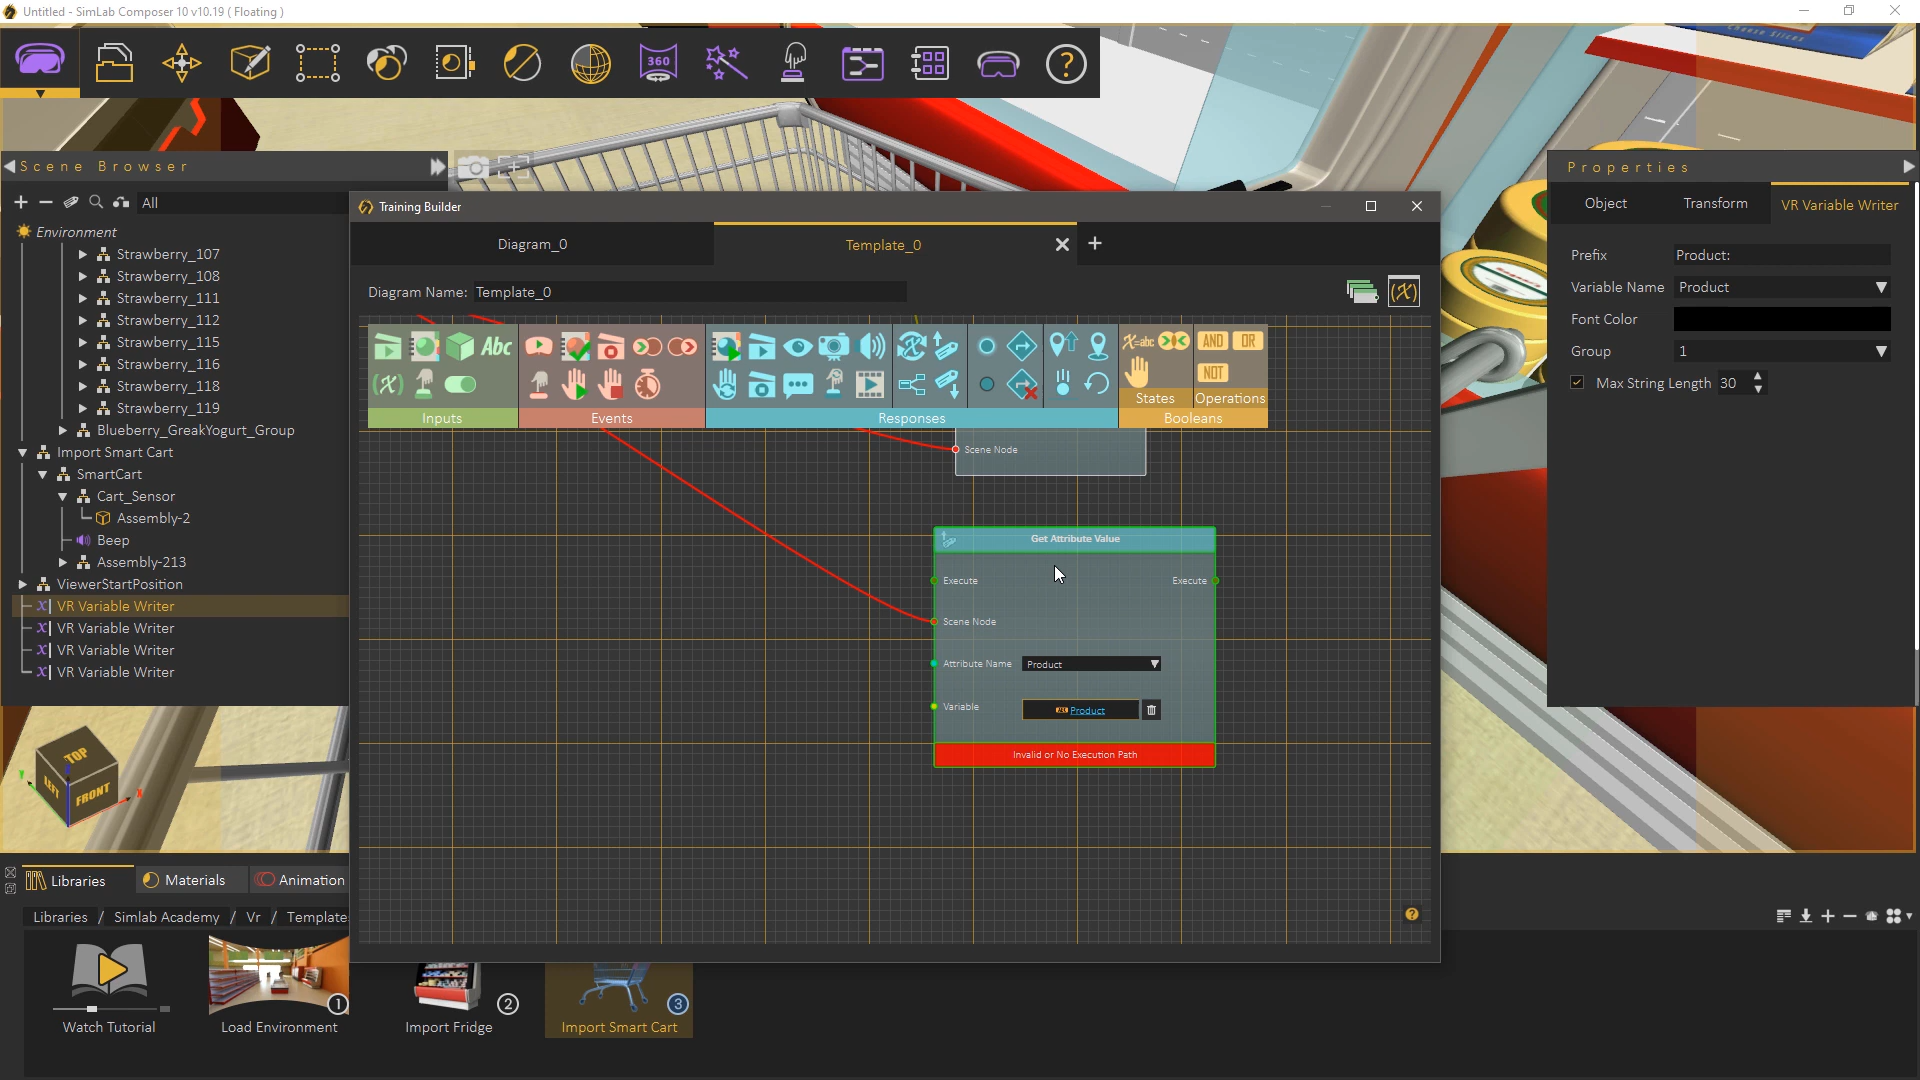 Untitled - SimLab Composer 10 v10.19 ( Floating )
360
Scene Browser
All
Environment
Strawberry_107
Strawberry_108
Strawberry_111
Strawberry_112
Strawberry_115
Strawberry_116
Strawberry_118
Strawberry_119
Blueberry_GreakYogurt_Group
Import Smart Cart
SmartCart
Cart_Sensor
Assembly-2
Beep
Assembly-213
ViewerStartPosition
VR Variable Writer
VR Variable Writer
VR Variable Writer
VR Variable Writer
Training Builder
Diagram_0
Template_0
Diagram Name: Template_0
(X)
Abc
X=abc
AND
OR
(X)
NOT
States
Operations
Inputs
Events
Responses
Booleans
Scene Node
Get Attribute Value
Execute
Execute
Scene Node
Attribute Name
Product
Variable
Product
Invalid or No Execution Path
Properties
Object
Transform
VR Variable Writer
Prefix
Product:
Variable Name
Product
Font Color
Group
1
Max String Length
30
TOP
LEFT
FRONT
Libraries
Materials
Animation
Libraries / Simlab Academy / Vr / Template
Watch Tutorial
1
Load Environment
2
Import Fridge
3
Import Smart Cart